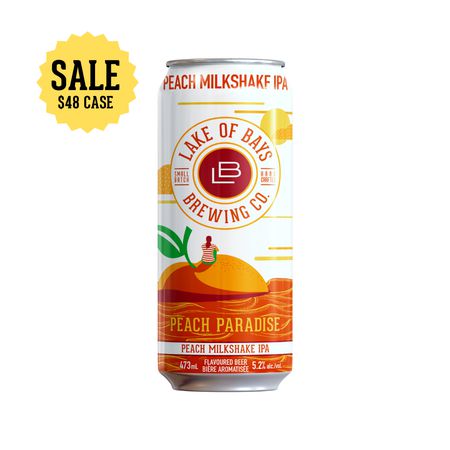 SALE
$48 CASE
PEACH MILKSHAKE IPA
LAKE OF BAYS
SMALL BATCH
LB
HAND CRAFTED
BREWING CO.
PEACH PARADISE
PEACH MILKSHAKE IPA
473mL
FLAVOURED BEER
BIÈRE AROMATISÉE
5.2% alc./vol.